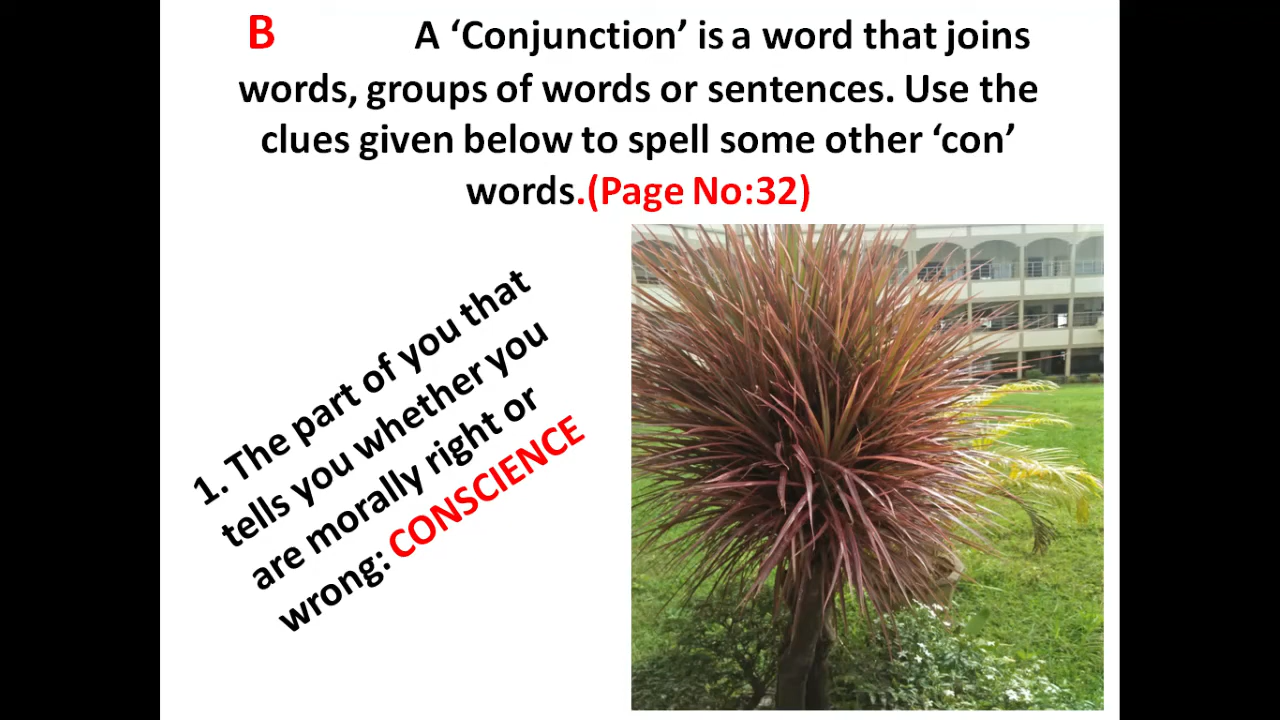 B A ‘Conjunction’ is a word that joins
words, groups of words or sentences. Use the
clues given below to spell some other ‘con’
words.(Page No:32)
1. The part of you that
tells you whether you
are morally right or
wrong: CONSCIENCE